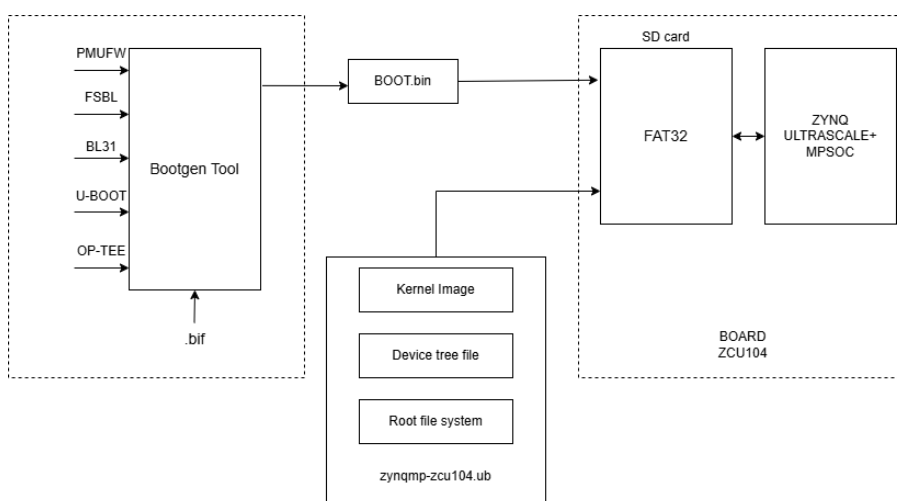 PMUFW
FSBL
BL31
U-BOOT
OP-TEE
Bootgen Tool
.bif
BOOT.bin
Kernel Image
Device tree file
Root file system
zynqmp-zcu104.ub
SD card
FAT32
ZYNQ
ULTRASCALE+
MPSOC
BOARD
ZCU104